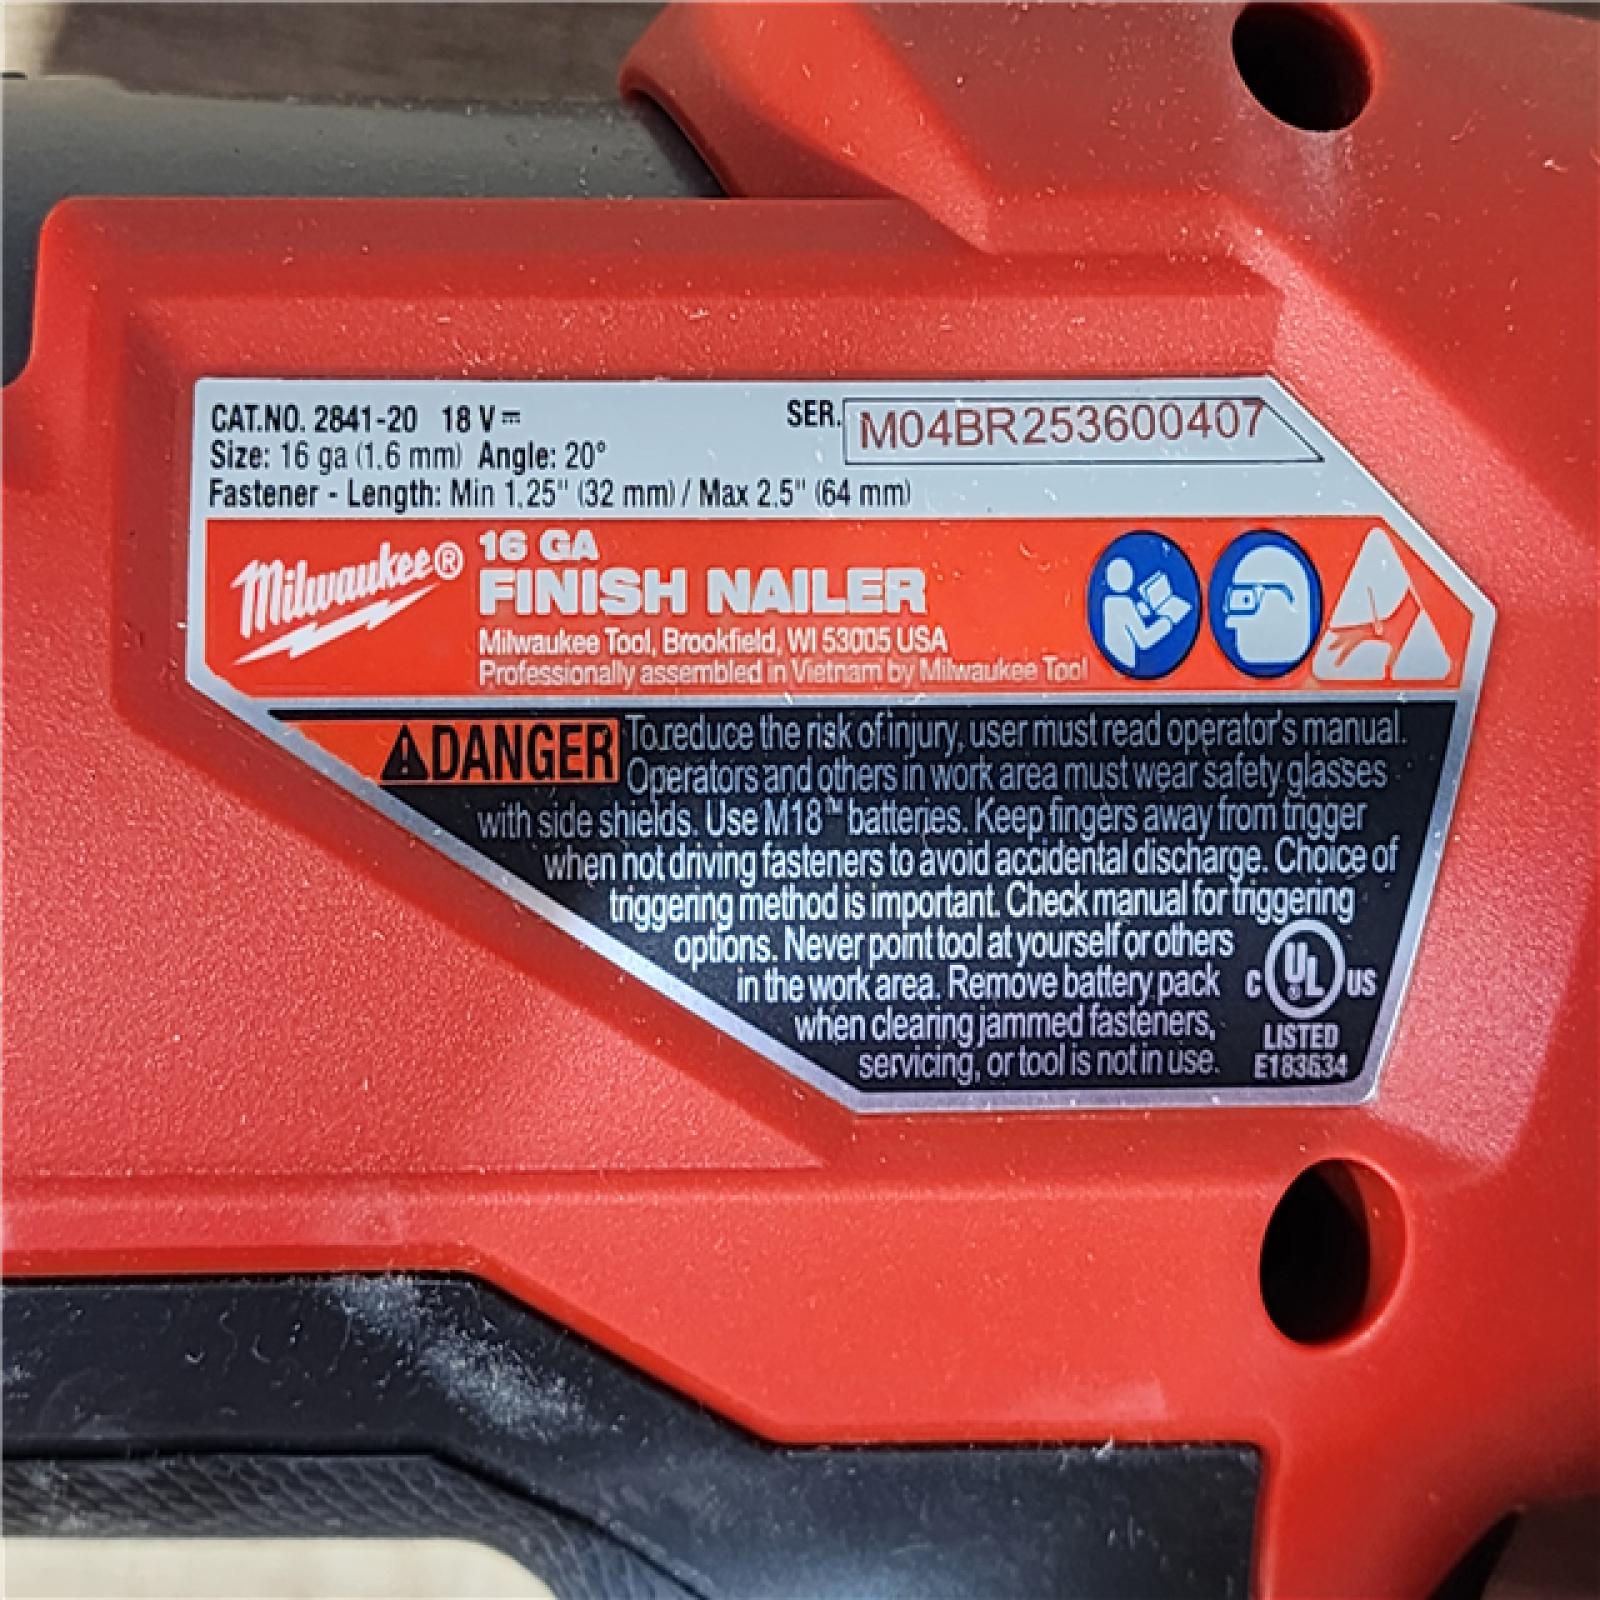 CAT.NO. 2841-20 18 V⎓
SER. M04BR253600407
Size: 16 ga (1.6 mm) Angle: 20°
Fastener - Length: Min 1.25" (32 mm) / Max 2.5" (64 mm)
Milwaukee®
16 GA
FINISH NAILER
Milwaukee Tool, Brookfield, WI 53005 USA
Professionally assembled in Vietnam by Milwaukee Tool
⚠DANGER To reduce the risk of injury, user must read operator's manual.
Operators and others in work area must wear safety glasses
with side shields. Use M18™ batteries. Keep fingers away from trigger
when not driving fasteners to avoid accidental discharge. Choice of
triggering method is important. Check manual for triggering
options. Never point tool at yourself or others
in the work area. Remove battery pack
when clearing jammed fasteners,
servicing, or tool is not in use.
C UL® US
LISTED
E183634